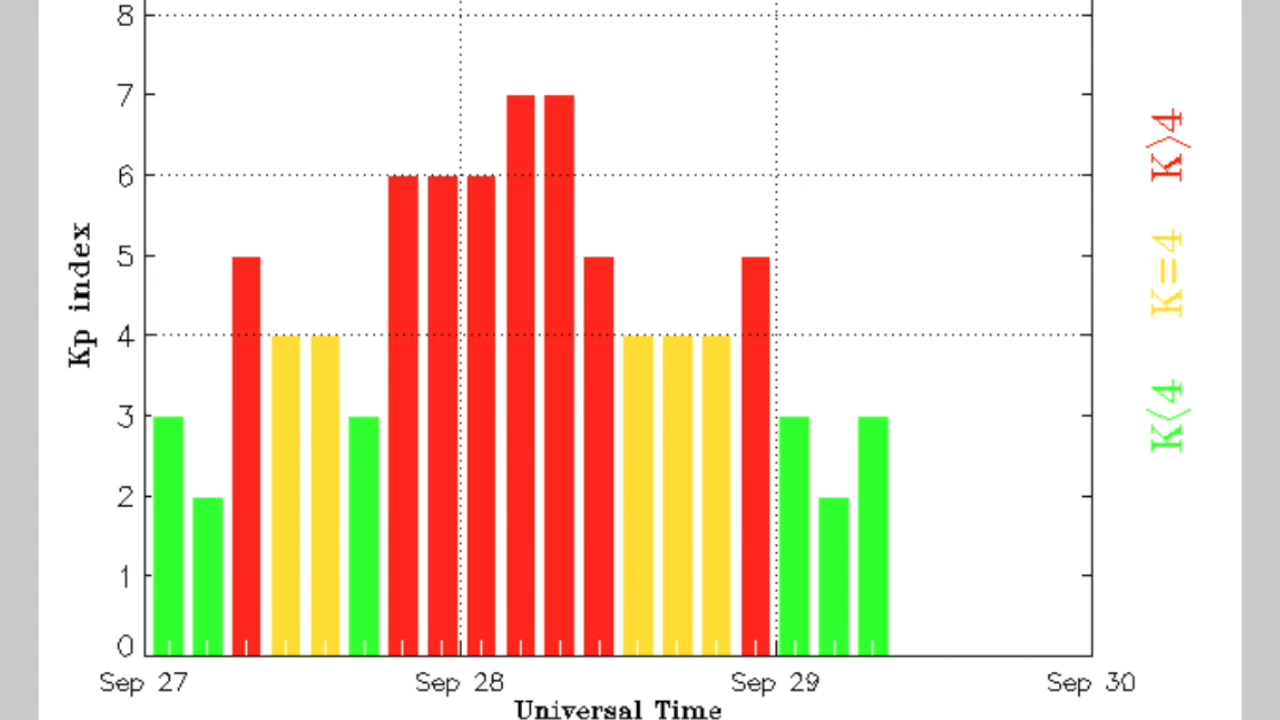 8
7
6
5
4
3
2
1
0
Kp index
Sep 27
Sep 28
Sep 29
Sep 30
Universal Time
K>4
K=4
K<4